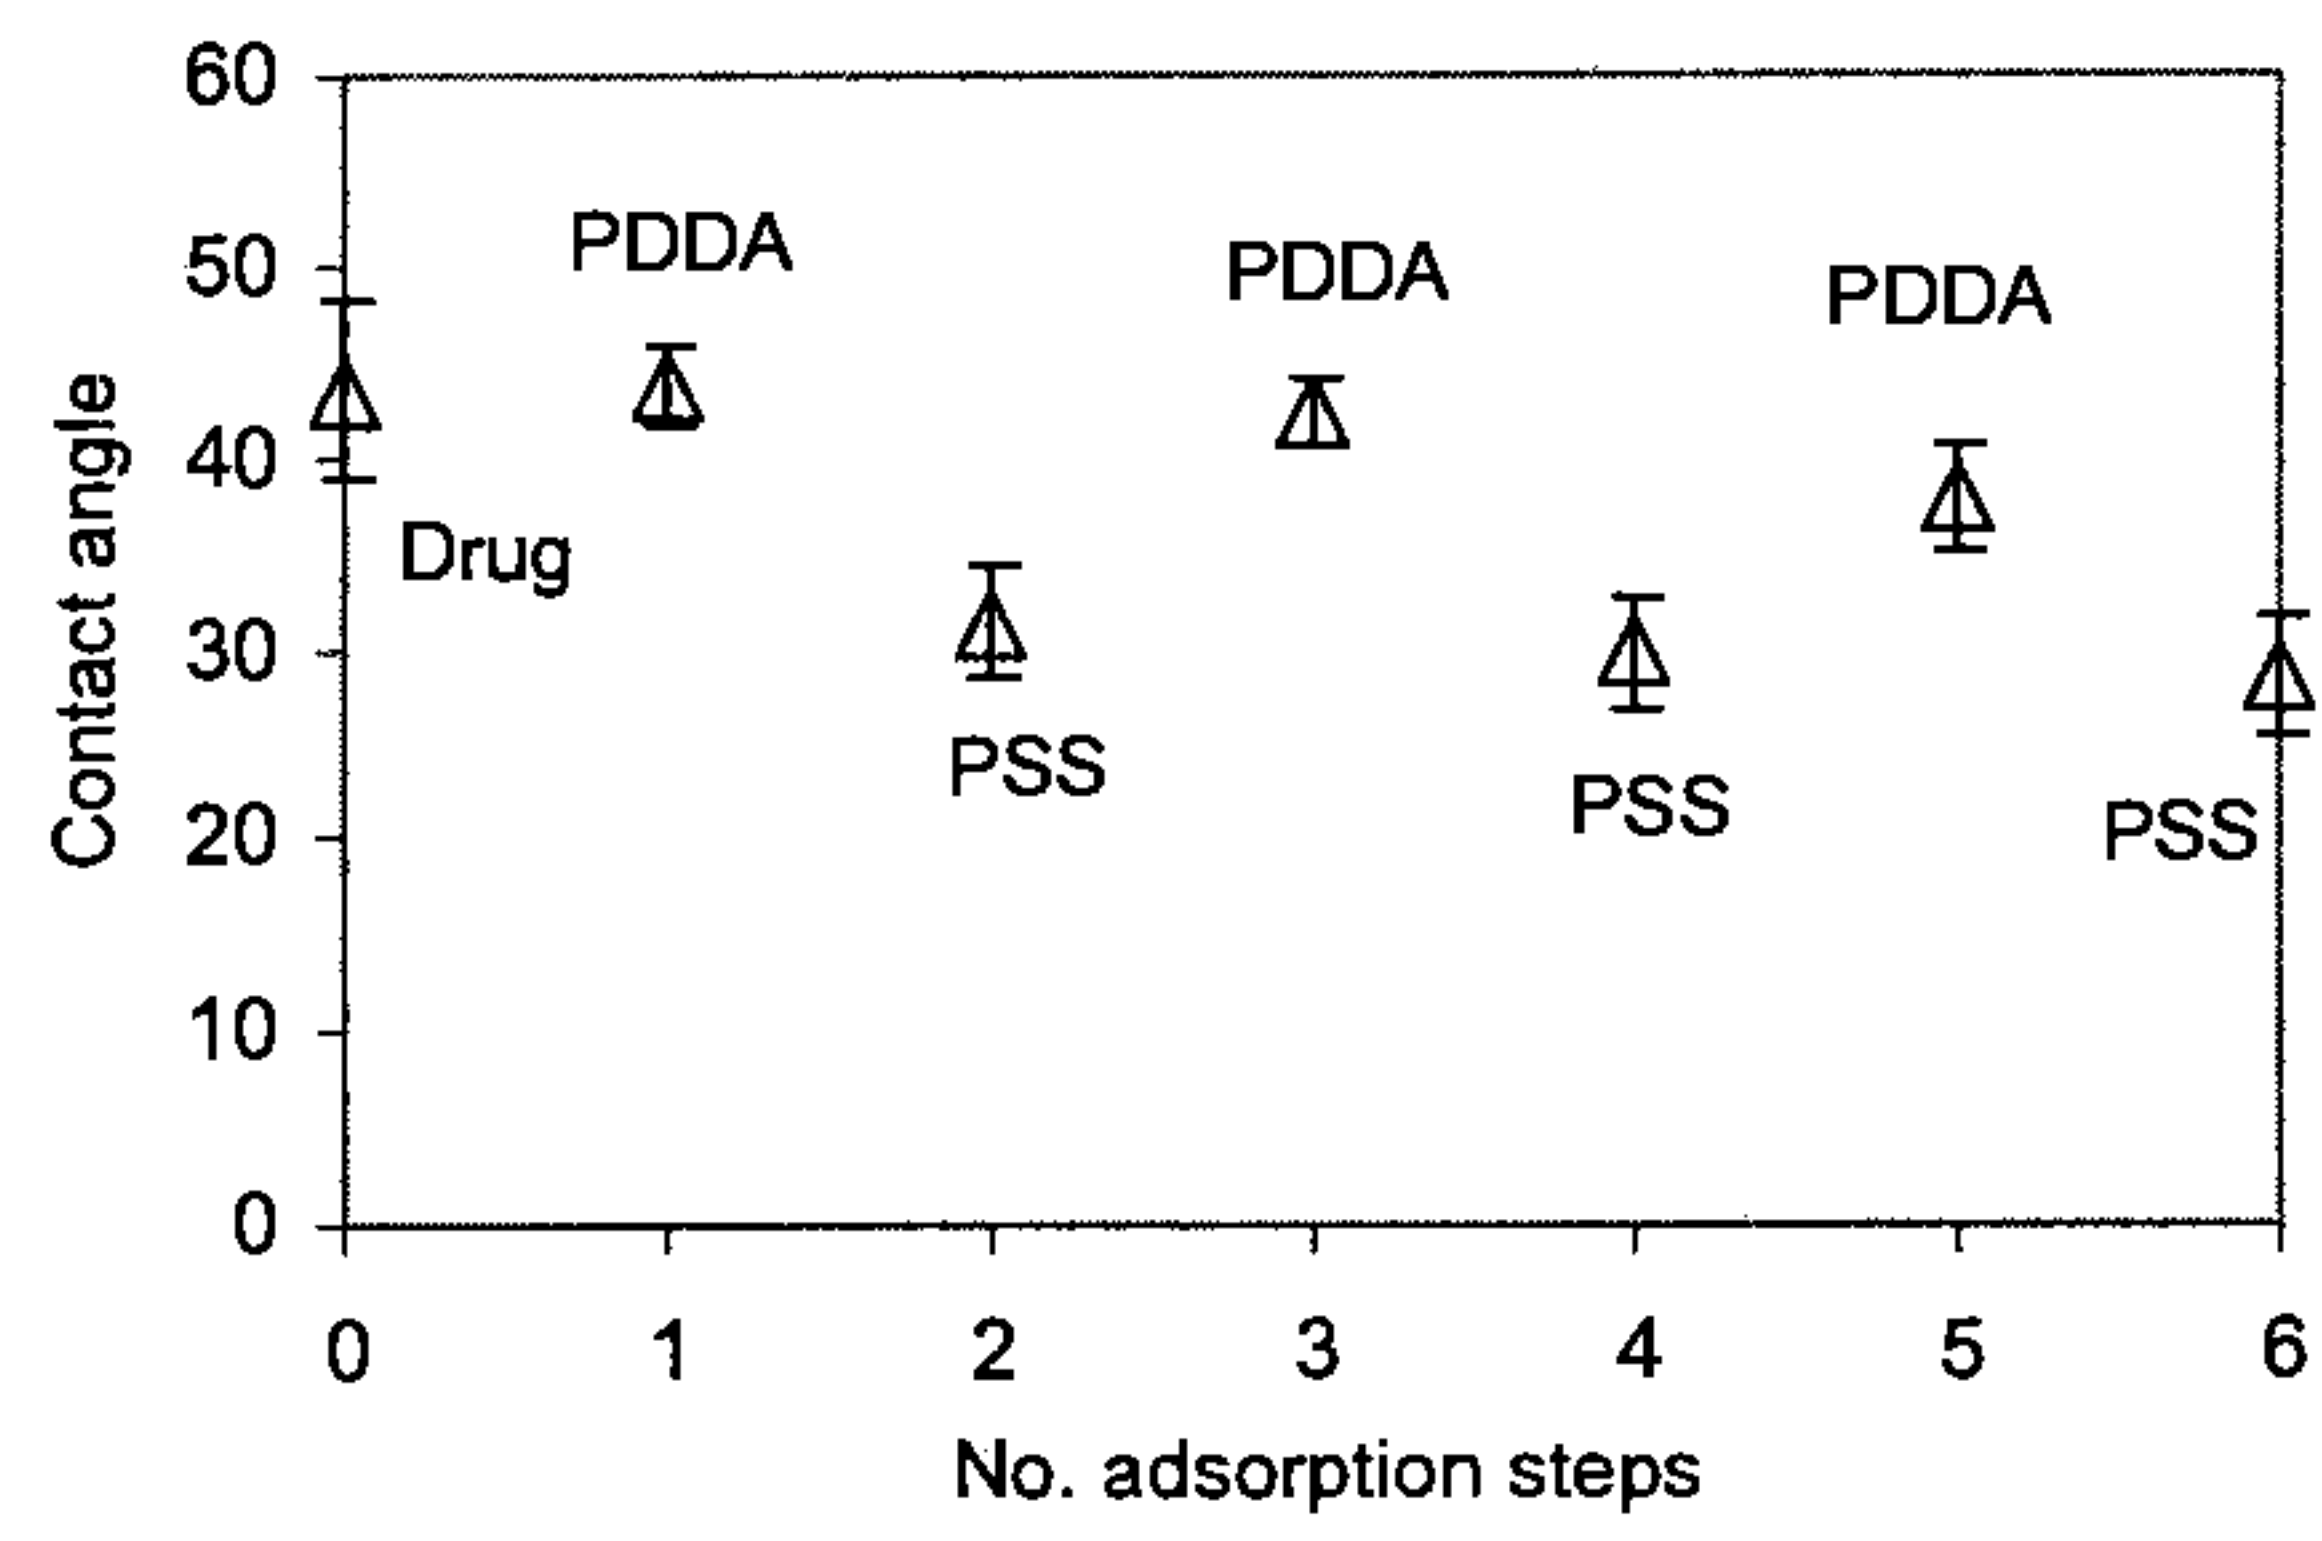 60
PDDA
50
PDDA
PDDA
40
Drug
30
Contact angle
PSS
PSS
20
PSS
10
0
0 1 2 3 4 5 6
No. adsorption steps